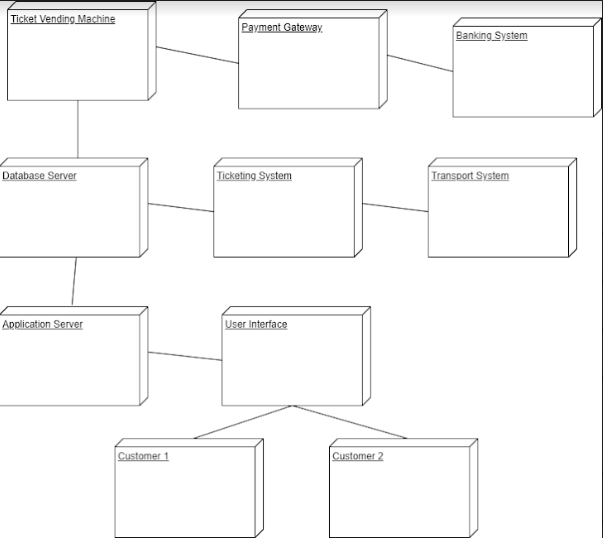 Ticket Vending Machine
Payment Gateway
Banking System
Database Server
Ticketing System
Transport System
Application Server
User Interface
Customer 1
Customer 2